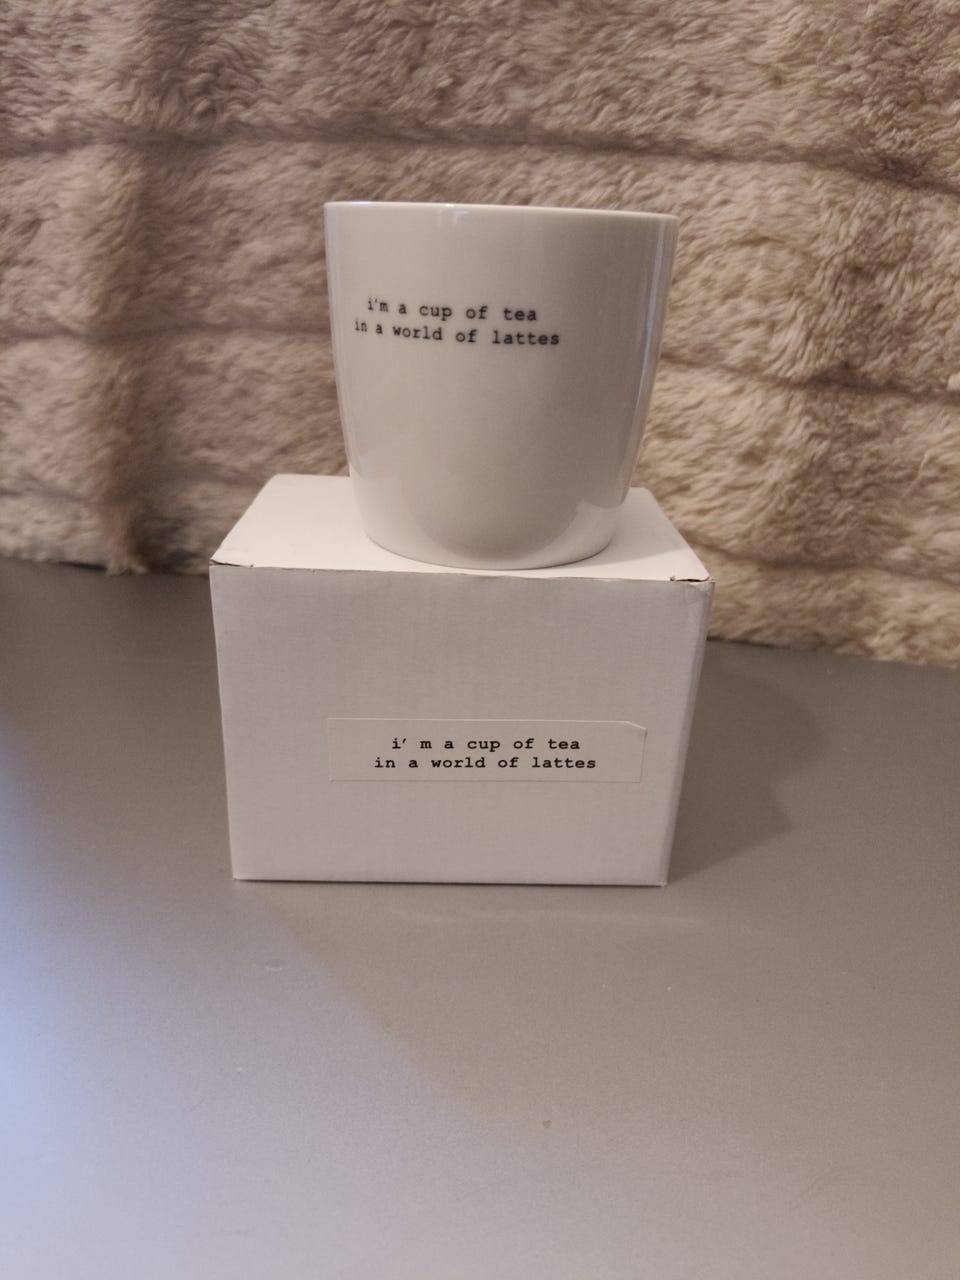 i'm a cup of tea
in a world of lattes
i' m a cup of tea
in a world of lattes